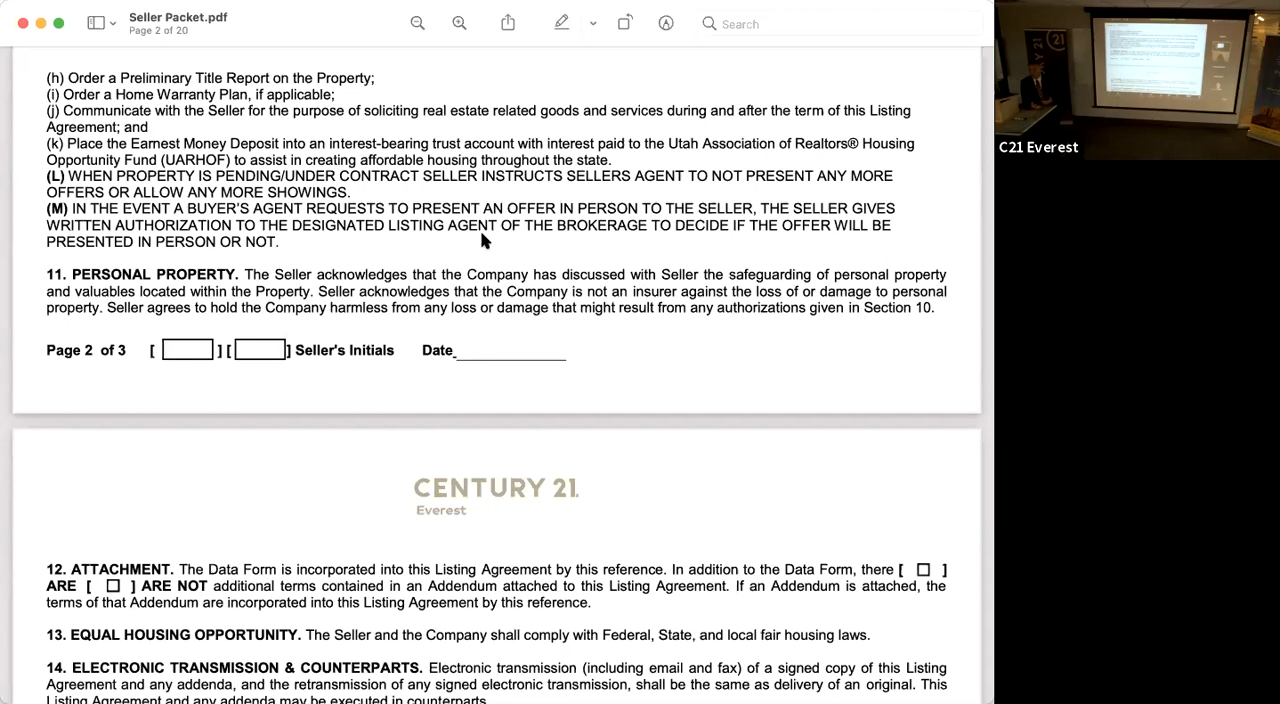 Seller Packet.pdf
Page 2 of 20
Search
(h) Order a Preliminary Title Report on the Property;
(i) Order a Home Warranty Plan, if applicable;
(j) Communicate with the Seller for the purpose of soliciting real estate related goods and services during and after the term of this Listing
Agreement; and
(k) Place the Earnest Money Deposit into an interest-bearing trust account with interest paid to the Utah Association of Realtors® Housing
Opportunity Fund (UARHOF) to assist in creating affordable housing throughout the state.
(L) WHEN PROPERTY IS PENDING/UNDER CONTRACT SELLER INSTRUCTS SELLERS AGENT TO NOT PRESENT ANY MORE
OFFERS OR ALLOW ANY MORE SHOWINGS.
(M) IN THE EVENT A BUYER'S AGENT REQUESTS TO PRESENT AN OFFER IN PERSON TO THE SELLER, THE SELLER GIVES
WRITTEN AUTHORIZATION TO THE DESIGNATED LISTING AGENT OF THE BROKERAGE TO DECIDE IF THE OFFER WILL BE
PRESENTED IN PERSON OR NOT.
11. PERSONAL PROPERTY. The Seller acknowledges that the Company has discussed with Seller the safeguarding of personal property
and valuables located within the Property. Seller acknowledges that the Company is not an insurer against the loss of or damage to personal
property. Seller agrees to hold the Company harmless from any loss or damage that might result from any authorizations given in Section 10.
Page 2 of 3 [ ] [ ] Seller's Initials Date
CENTURY 21.
Everest
12. ATTACHMENT. The Data Form is incorporated into this Listing Agreement by this reference. In addition to the Data Form, there [ ☐ ]
ARE [ ☐ ] ARE NOT additional terms contained in an Addendum attached to this Listing Agreement. If an Addendum is attached, the
terms of that Addendum are incorporated into this Listing Agreement by this reference.
13. EQUAL HOUSING OPPORTUNITY. The Seller and the Company shall comply with Federal, State, and local fair housing laws.
14. ELECTRONIC TRANSMISSION & COUNTERPARTS. Electronic transmission (including email and fax) of a signed copy of this Listing
Agreement and any addenda, and the retransmission of any signed electronic transmission, shall be the same as delivery of an original. This
Listing Agreement and any addenda may be executed in counterparts.
C21 Everest